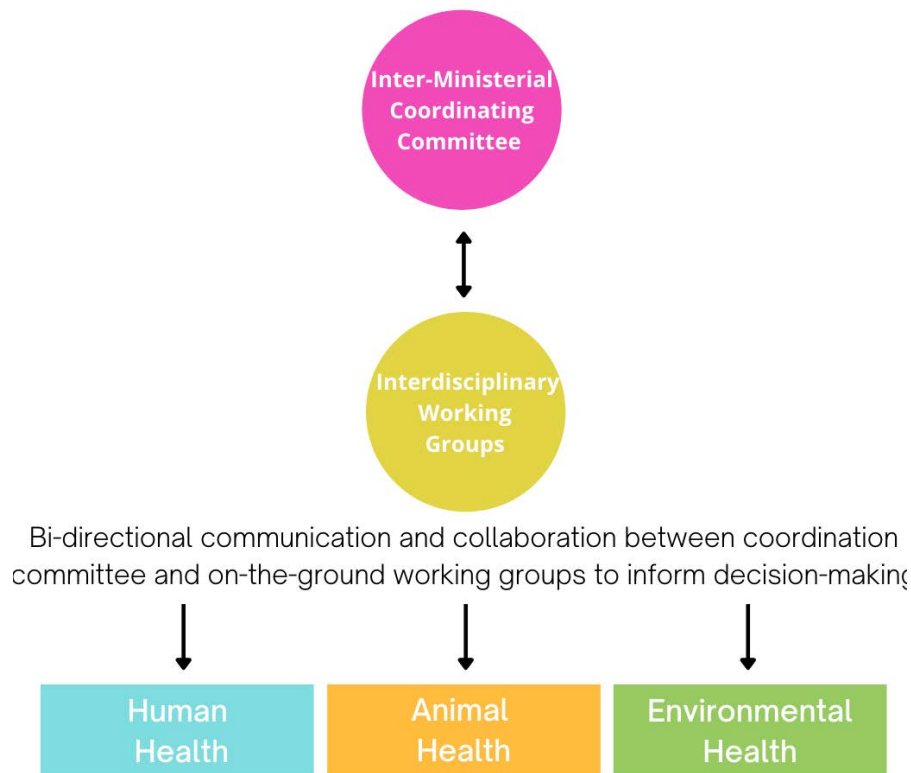 Inter-Ministerial
Coordinating
Committee
Interdisciplinary
Working
Groups
Bi-directional communication and collaboration between coordination
committee and on-the-ground working groups to inform decision-making
Human
Health
Animal
Health
Environmental
Health